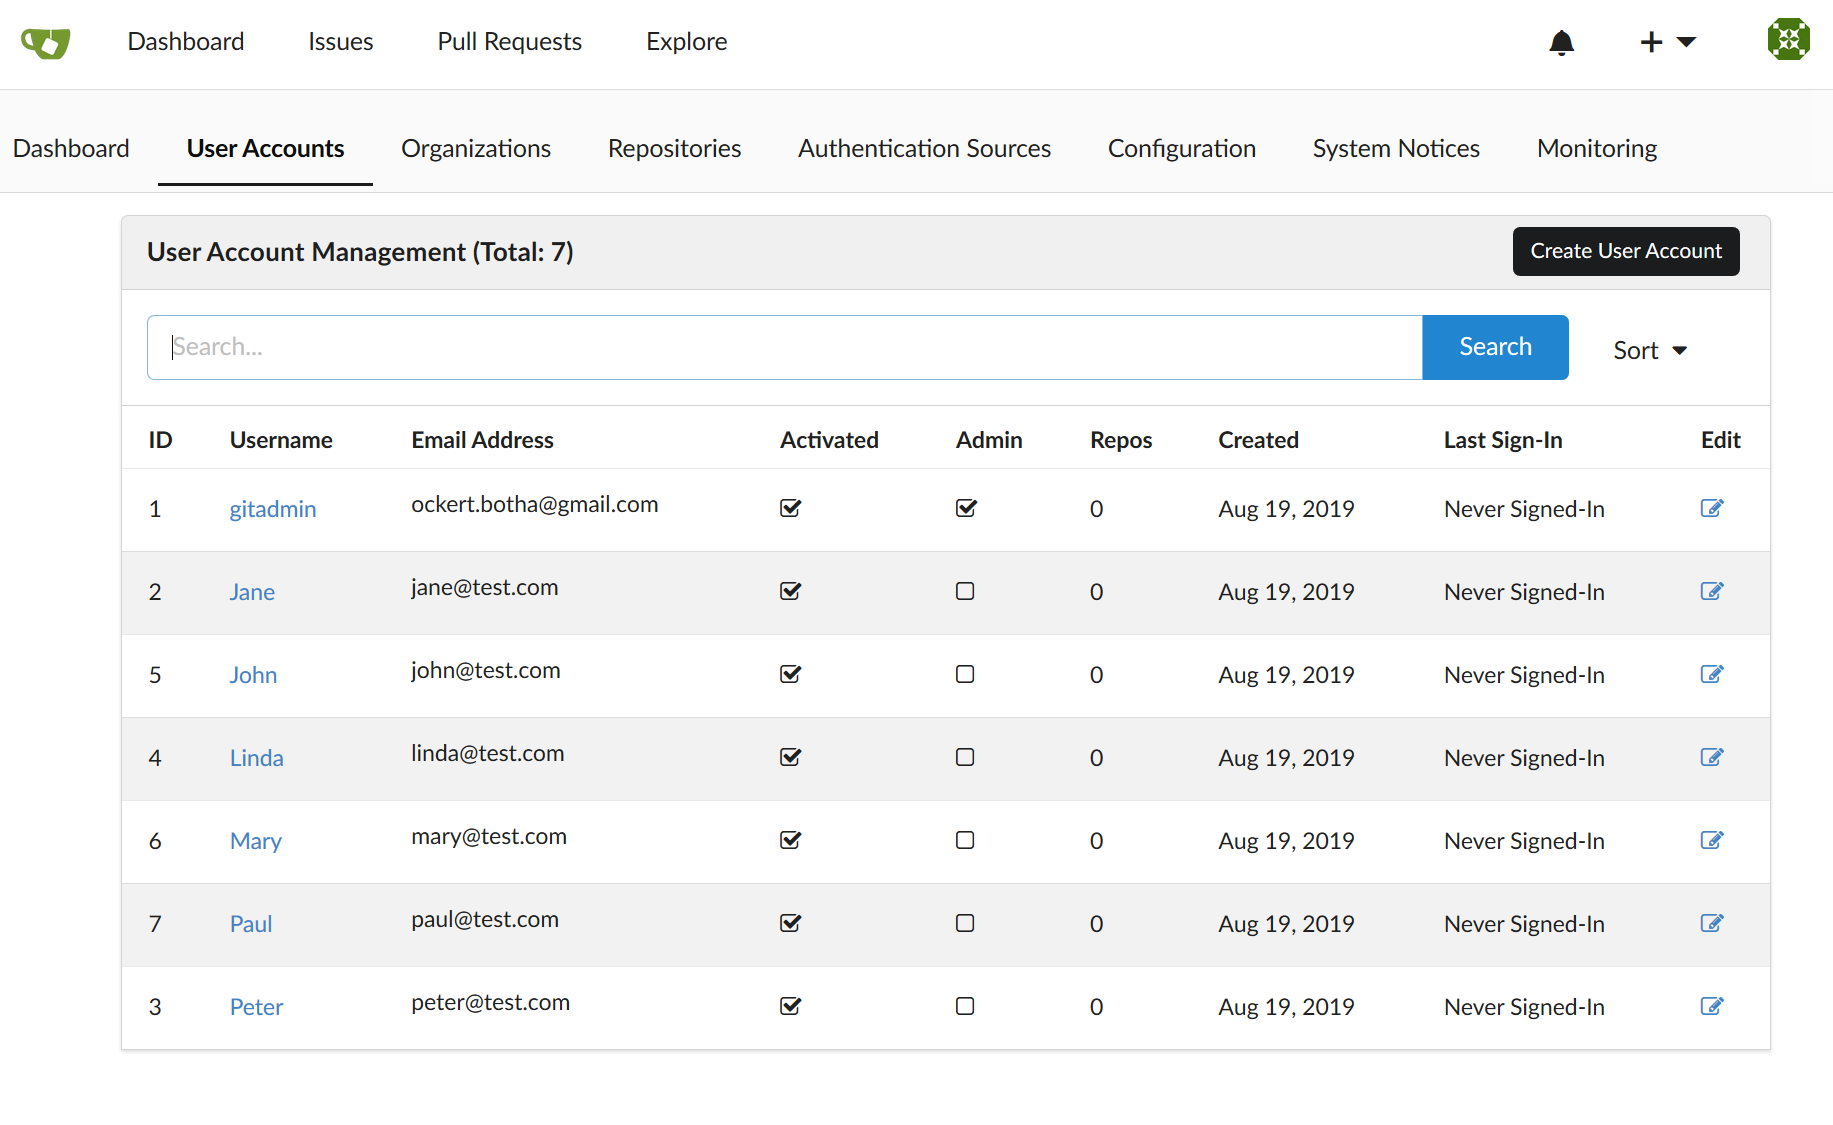 Dashboard Issues Pull Requests Explore
Dashboard User Accounts Organizations Repositories Authentication Sources Configuration System Notices Monitoring
User Account Management (Total: 7) Create User Account
Search... Search Sort
ID Username Email Address Activated Admin Repos Created Last Sign-In Edit
1 gitadmin ockert.botha@gmail.com 0 Aug 19, 2019 Never Signed-In
2 Jane jane@test.com 0 Aug 19, 2019 Never Signed-In
5 John john@test.com 0 Aug 19, 2019 Never Signed-In
4 Linda linda@test.com 0 Aug 19, 2019 Never Signed-In
6 Mary mary@test.com 0 Aug 19, 2019 Never Signed-In
7 Paul paul@test.com 0 Aug 19, 2019 Never Signed-In
3 Peter peter@test.com 0 Aug 19, 2019 Never Signed-In